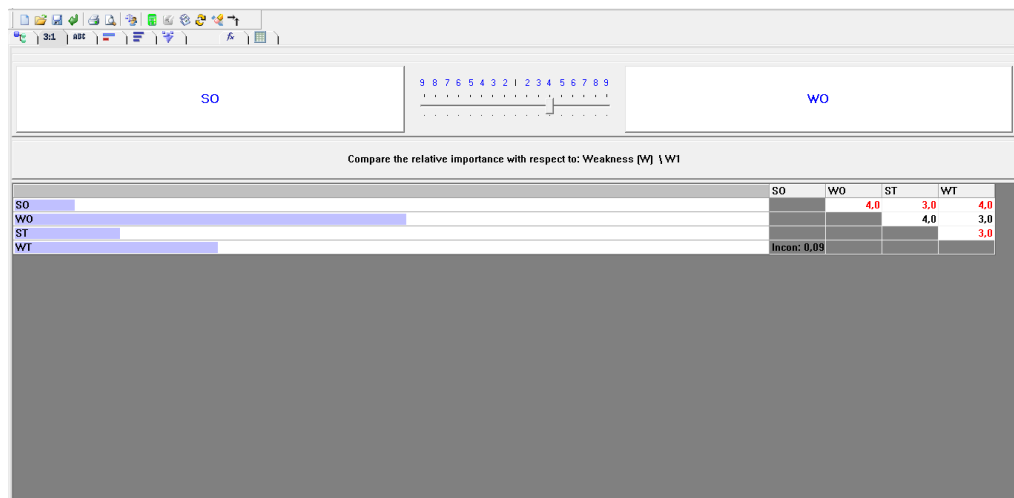 3:1 ABC fx
SO
9 8 7 6 5 4 3 2 1 2 3 4 5 6 7 8 9
WO
Compare the relative importance with respect to: Weakness (W) \ W1
SO WO ST WT
SO 4,0 3,0 4,0
WO 4,0 3,0
ST 3,0
WT Incon: 0,09